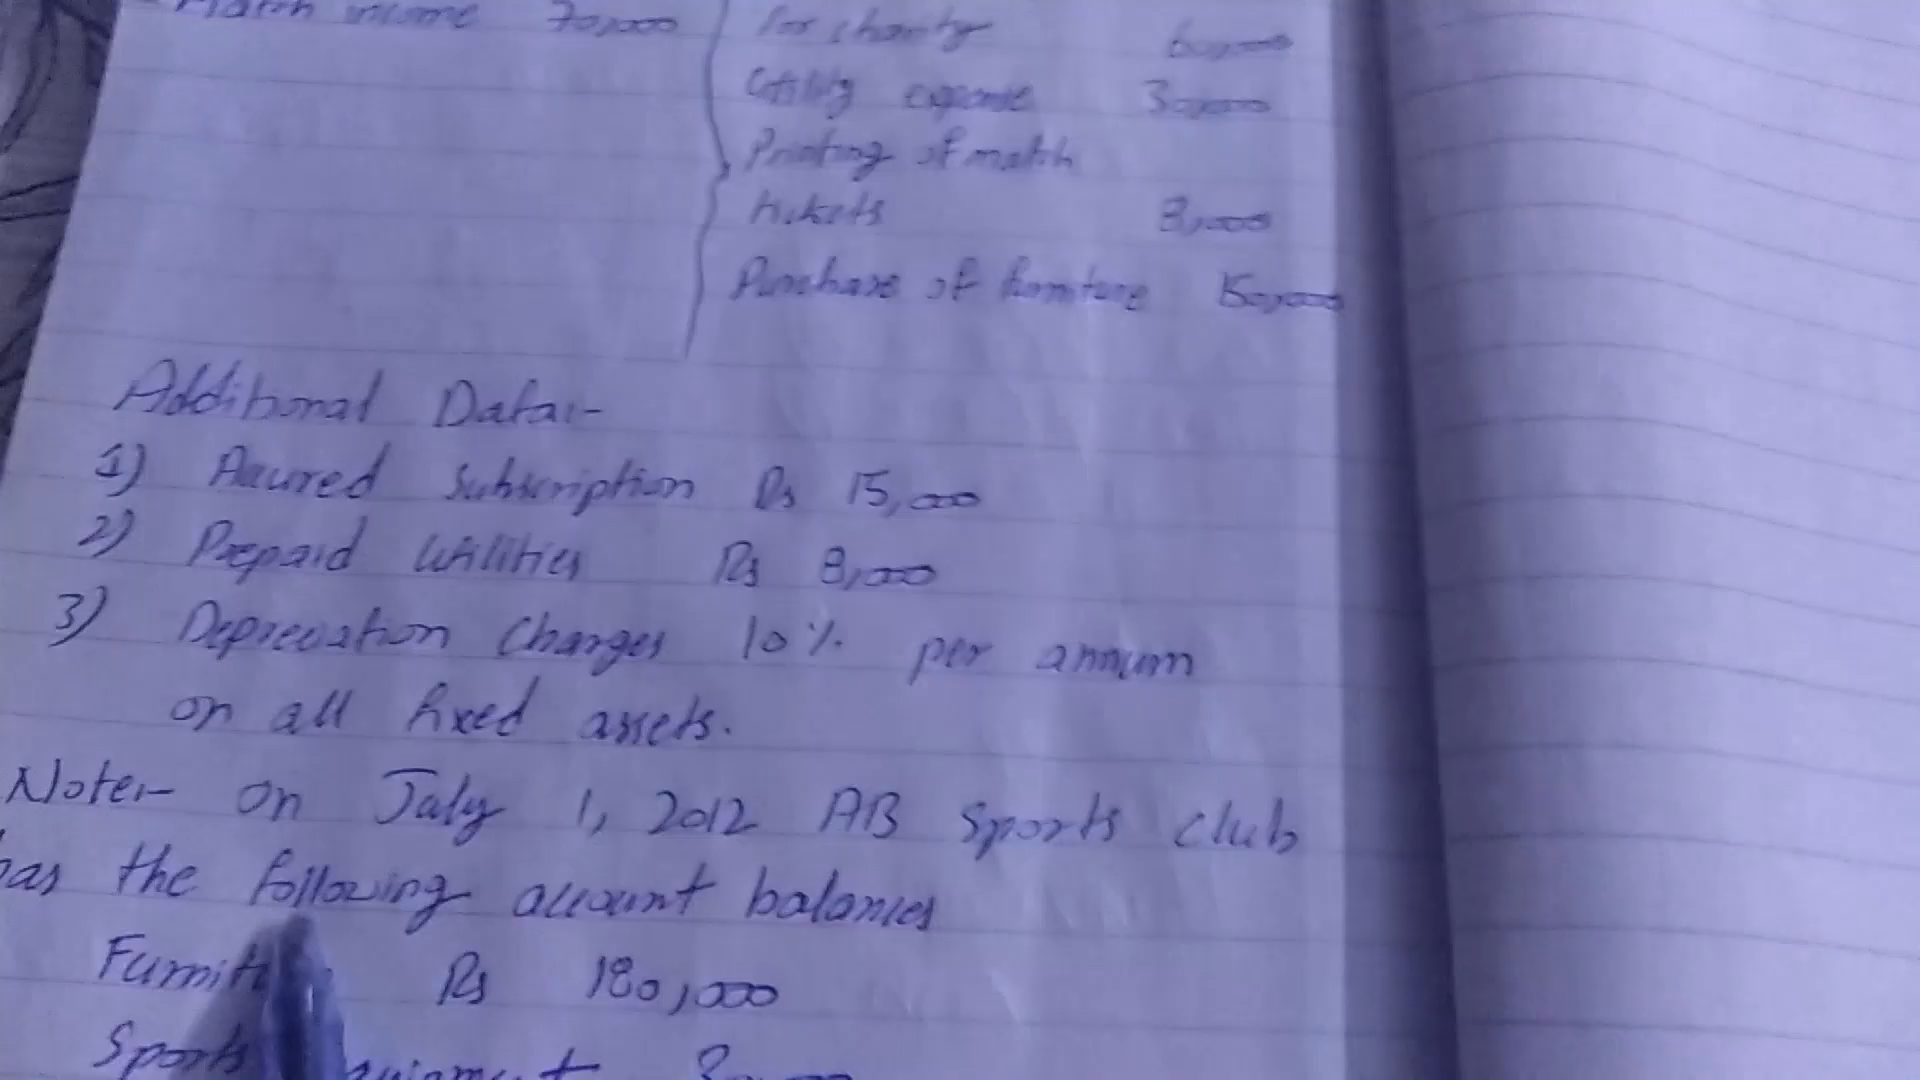 Match income 70,000
for charity 60,000
Utility expense 30,000
Printing of match
tickets 8,000
Purchase of furniture 150,000
Additional Data:-
1) Accured Subscription Rs 15,000
2) Prepaid Utilities Rs 8,000
3) Depreciation Charges 10% per annum
on all fixed assets.
Note:- On July 1, 2012 AB Sports club
has the following account balances
Furnit Rs 180,000
Sports